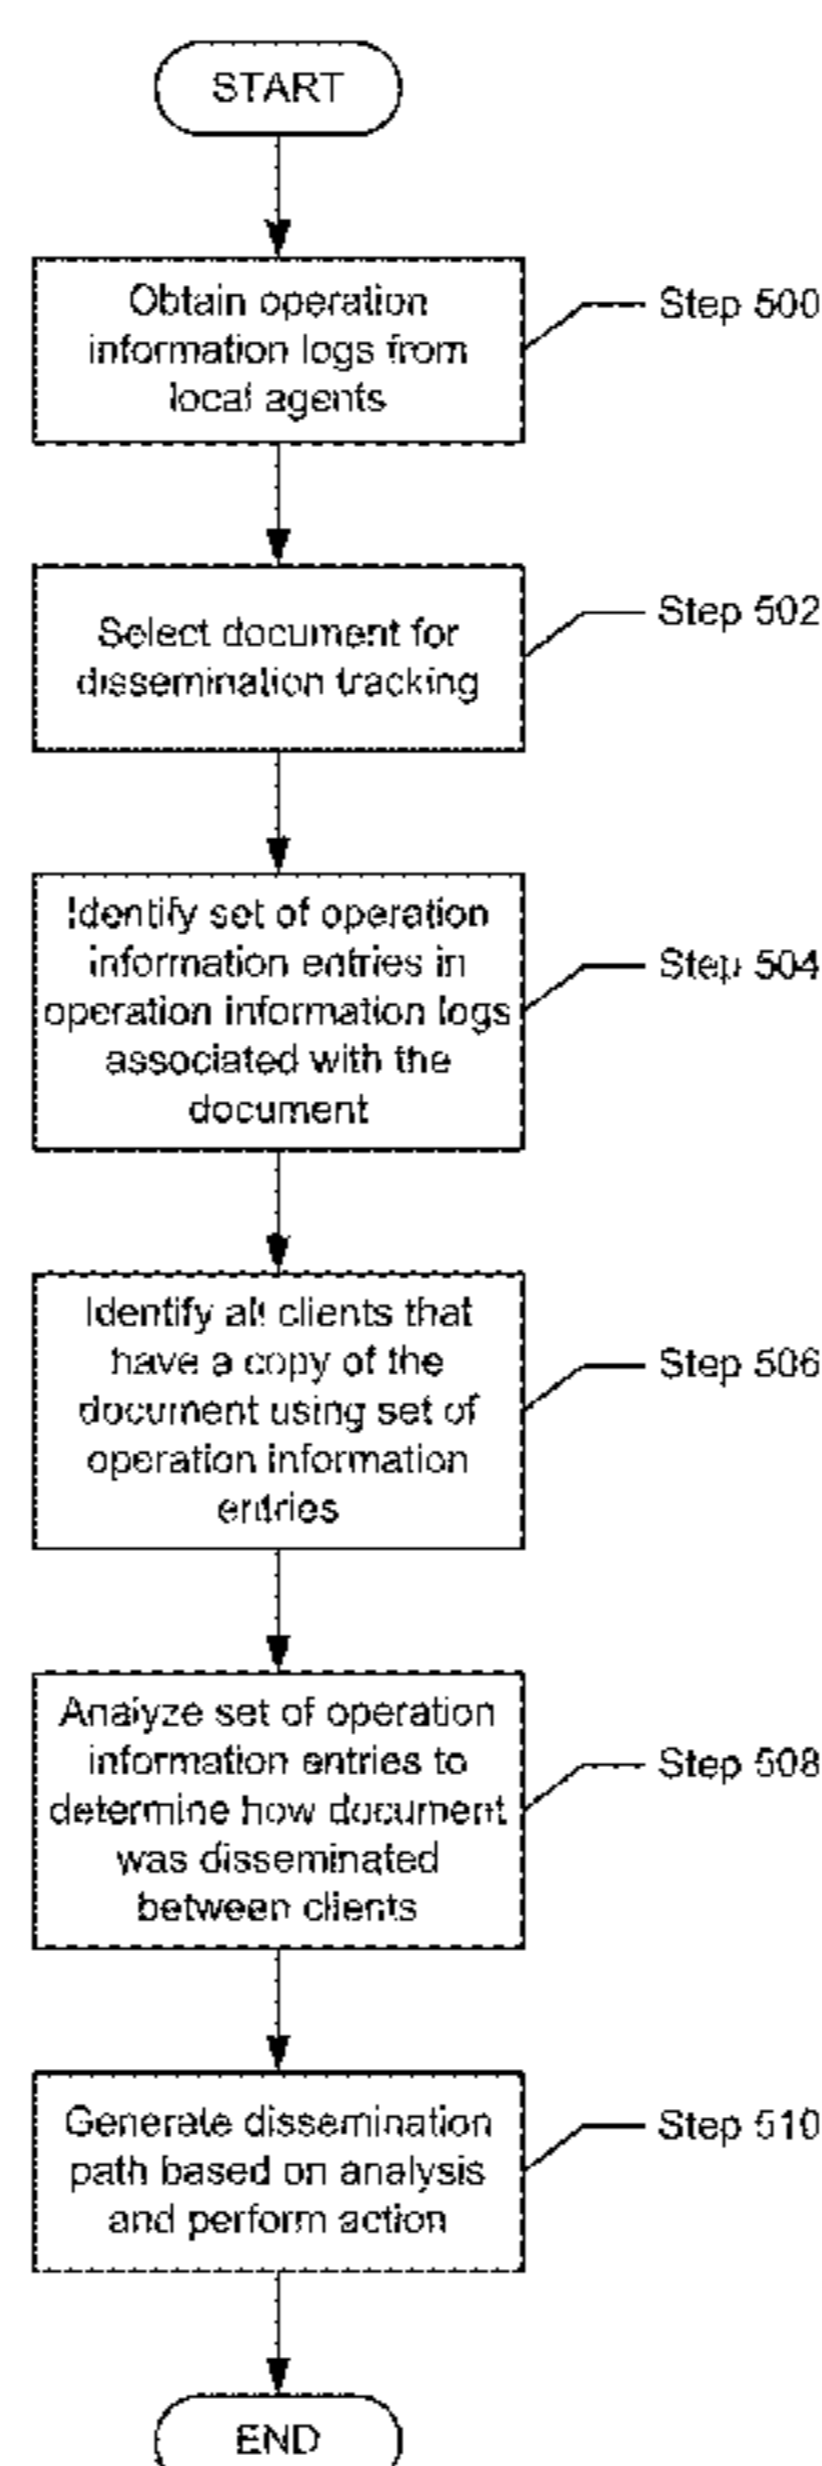 START
Obtain operation
information logs from
local agents
Step 500
Select document for
dissemination tracking
Step 502
Identify set of operation
information entries in
operation information logs
associated with the
document
Step 504
Identify all clients that
have a copy of the
document using set of
operation information
entries
Step 506
Analyze set of operation
information entries to
determine how document
was disseminated
between clients
Step 508
Generate dissemination
path based on analysis
and perform action
Step 510
END